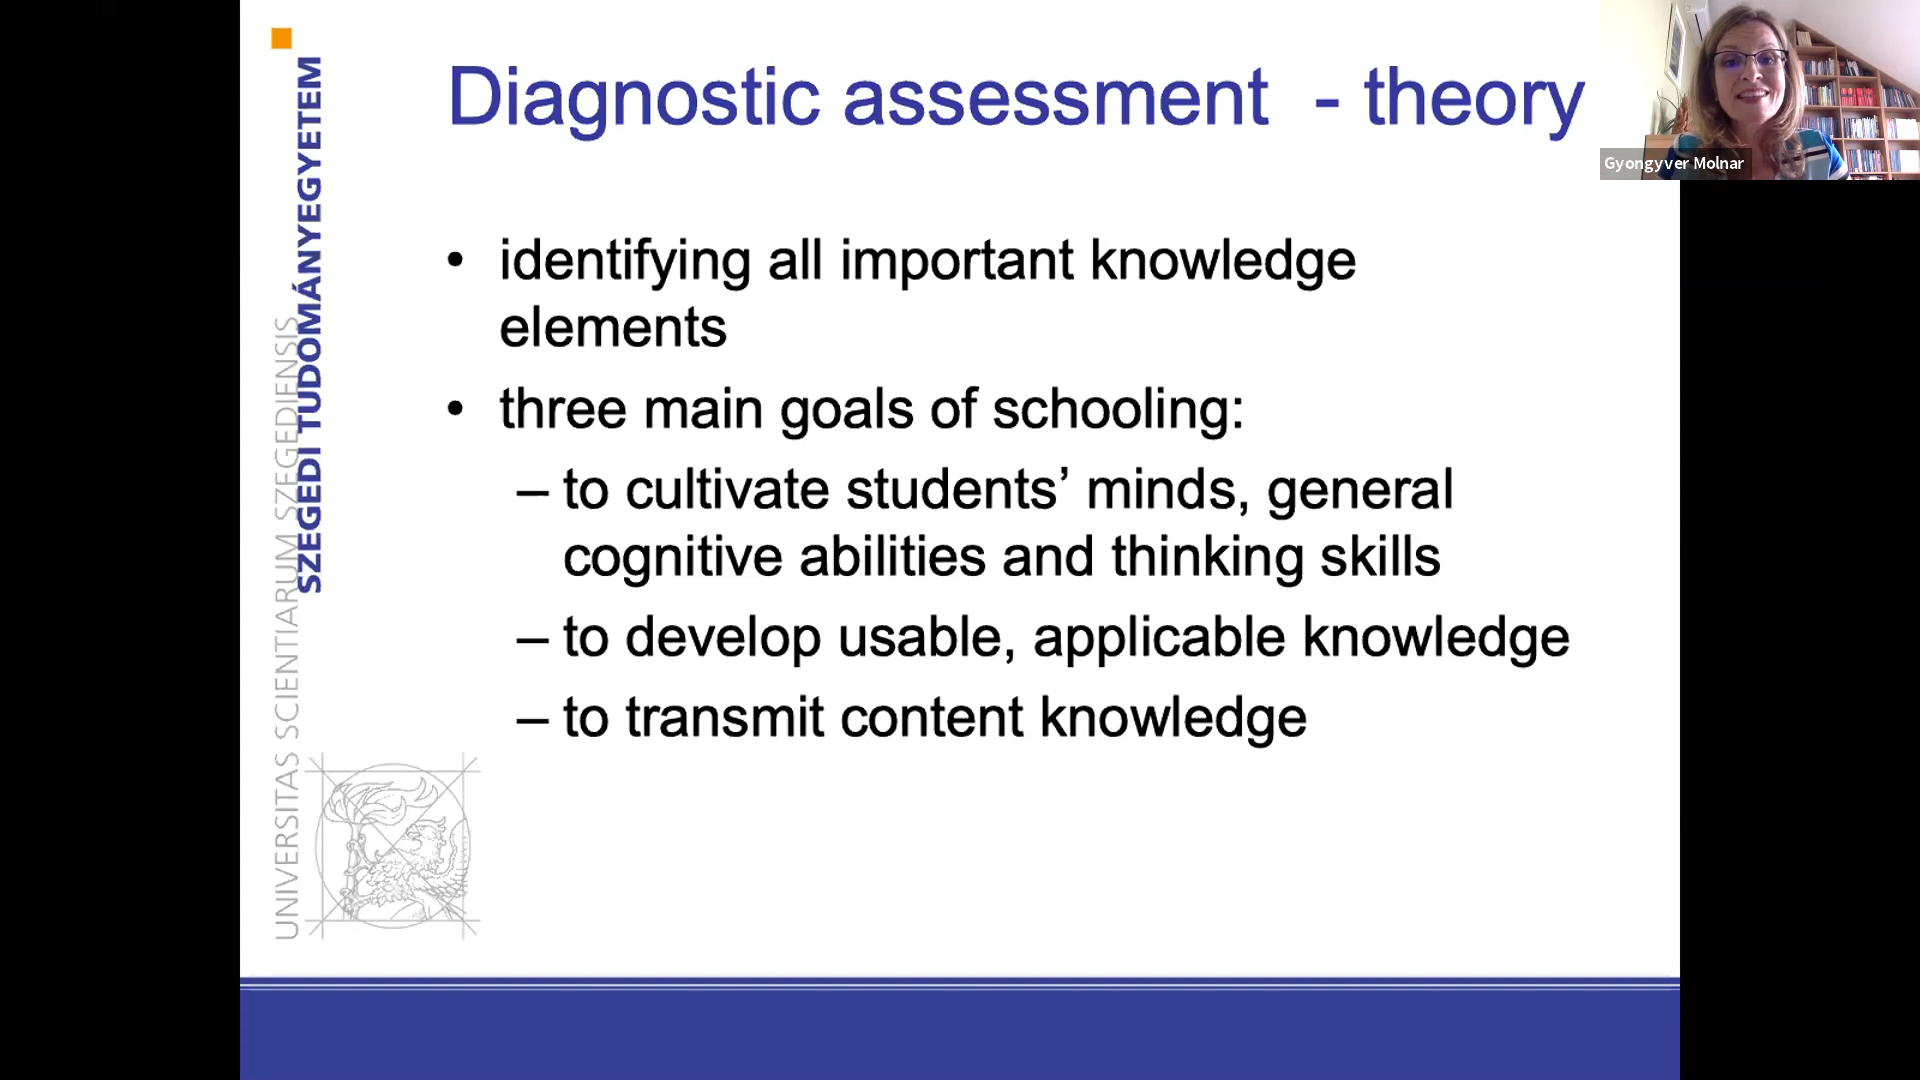 Diagnostic assessment - theory
Gyongyver Molnar
• identifying all important knowledge
elements
• three main goals of schooling:
– to cultivate students’ minds, general
cognitive abilities and thinking skills
– to develop usable, applicable knowledge
– to transmit content knowledge
SZEGEDI TUDOMÁNYEGYETEM
UNIVERSITAS SCIENTIARUM SZEGEDIENSIS